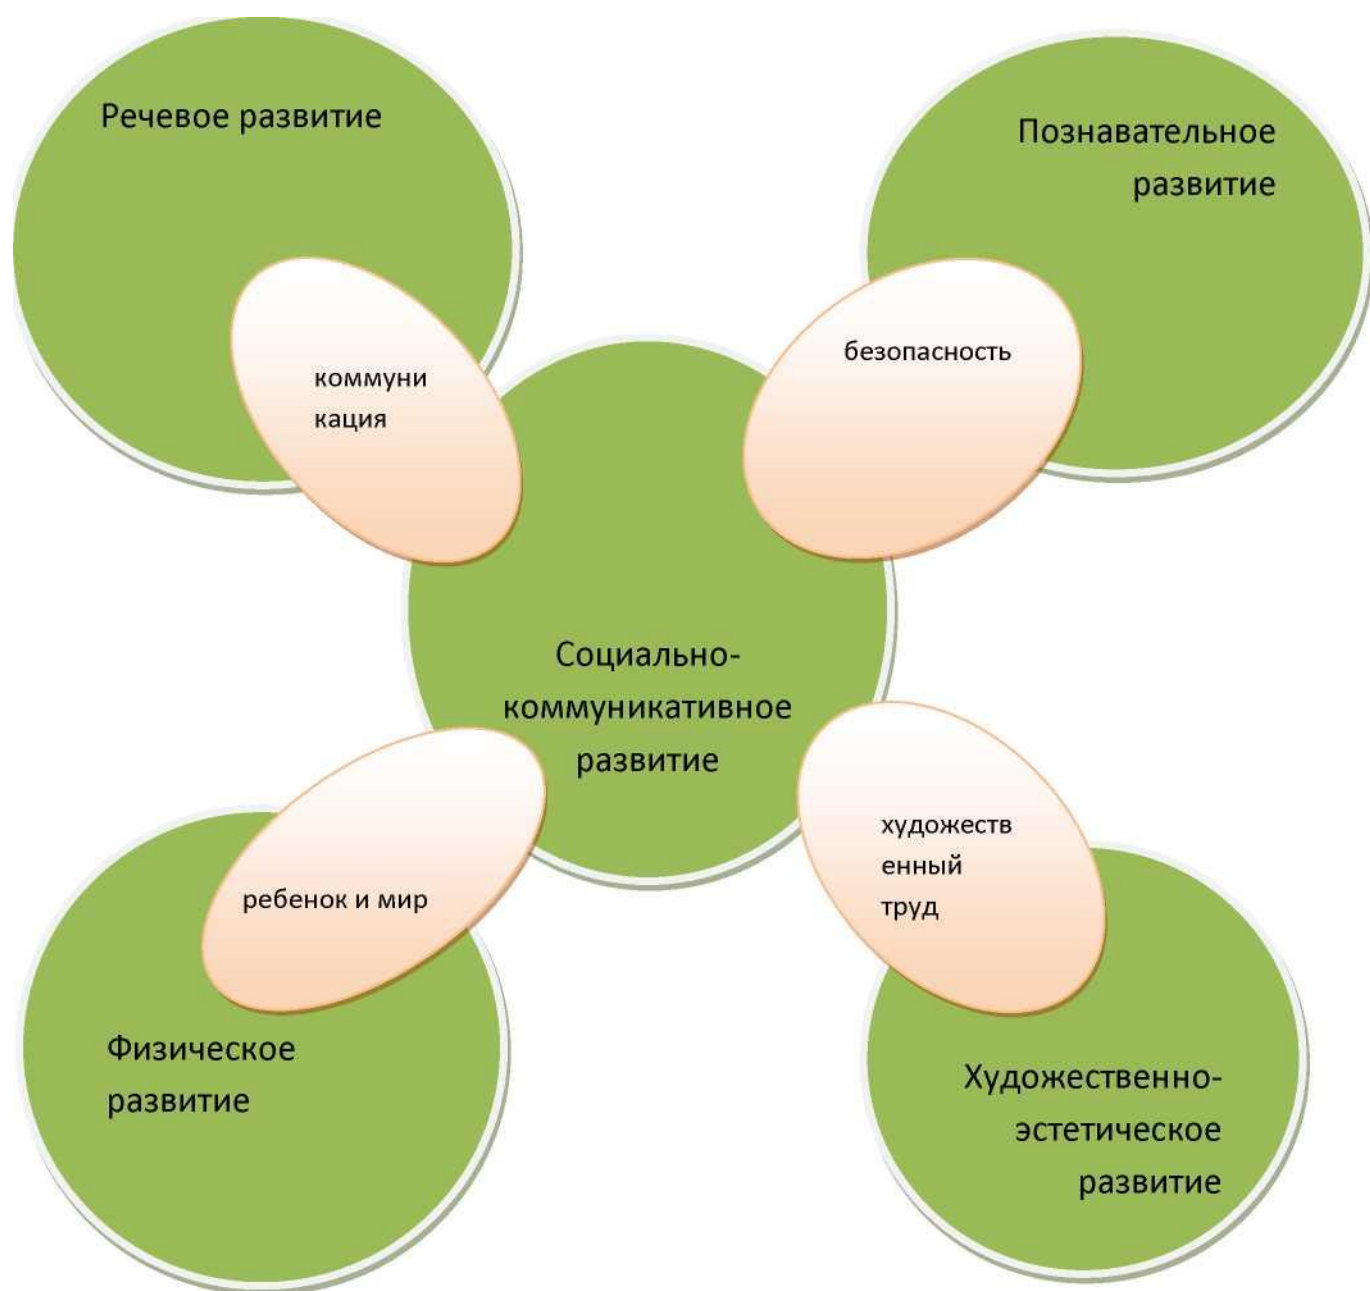 Речевое развитие
Познавательное
развитие
коммуни
кация
безопасность
Социально-
коммуникативное
развитие
ребенок и мир
художеств
енный
труд
Физическое
развитие
Художественно-
эстетическое
развитие